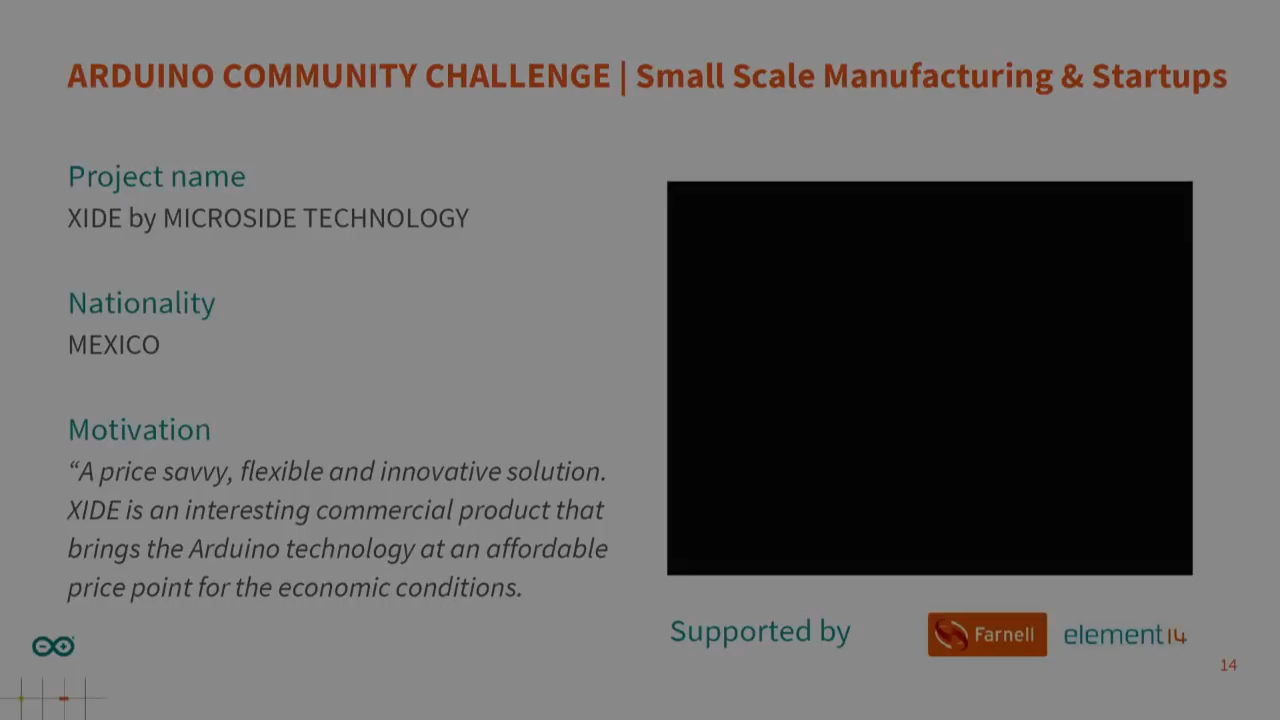 ARDUINO COMMUNITY CHALLENGE | Small Scale Manufacturing & Startups
Project name
XIDE by MICROSIDE TECHNOLOGY
Nationality
MEXICO
Motivation
“A price savvy, flexible and innovative solution.
XIDE is an interesting commercial product that
brings the Arduino technology at an affordable
price point for the economic conditions.
Supported by
Farnell
element14
14